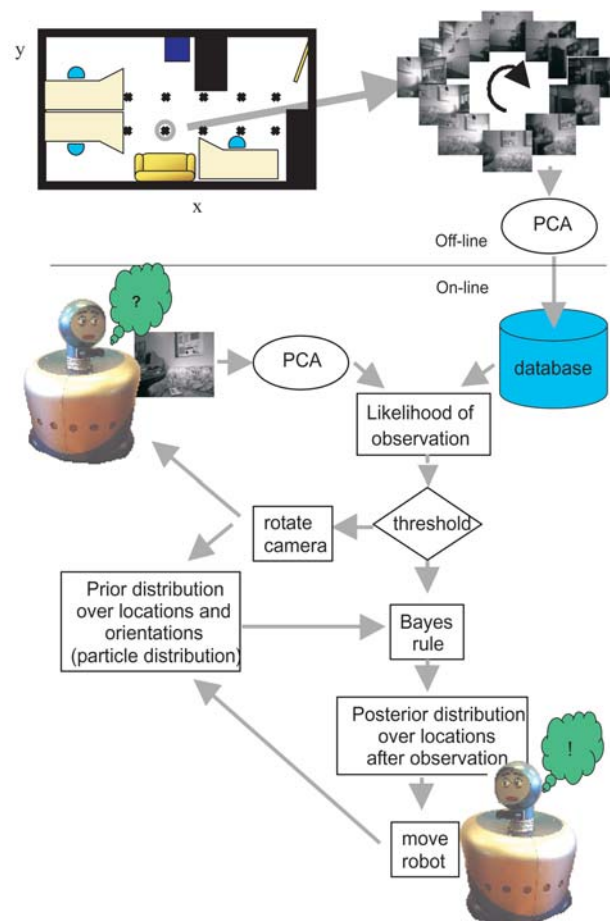 y
x
PCA
Off-line
On-line
?
PCA
database
Likelihood of
observation
threshold
rotate
camera
Prior distribution
over locations and
orientations
(particle distribution)
Bayes
rule
Posterior distribution
over locations
after observation
!
move
robot